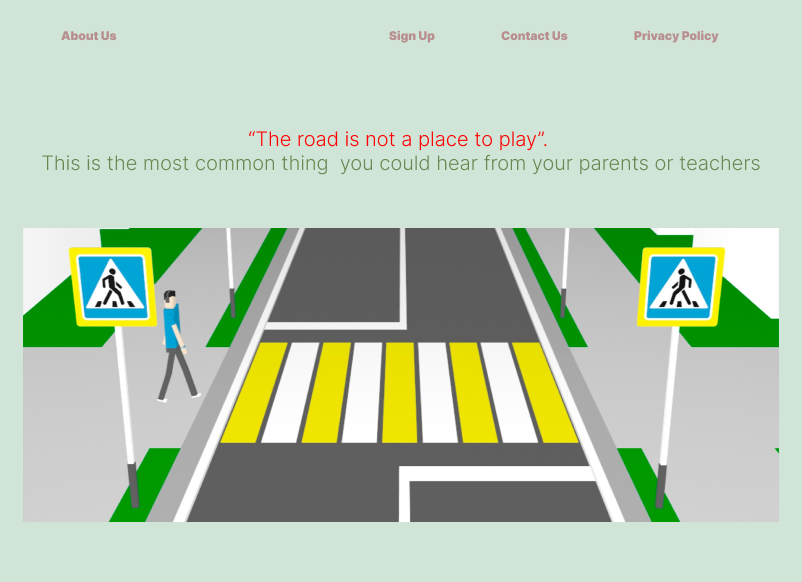 About Us Sign Up Contact Us Privacy Policy
“The road is not a place to play”.
This is the most common thing  you could hear from your parents or teachers